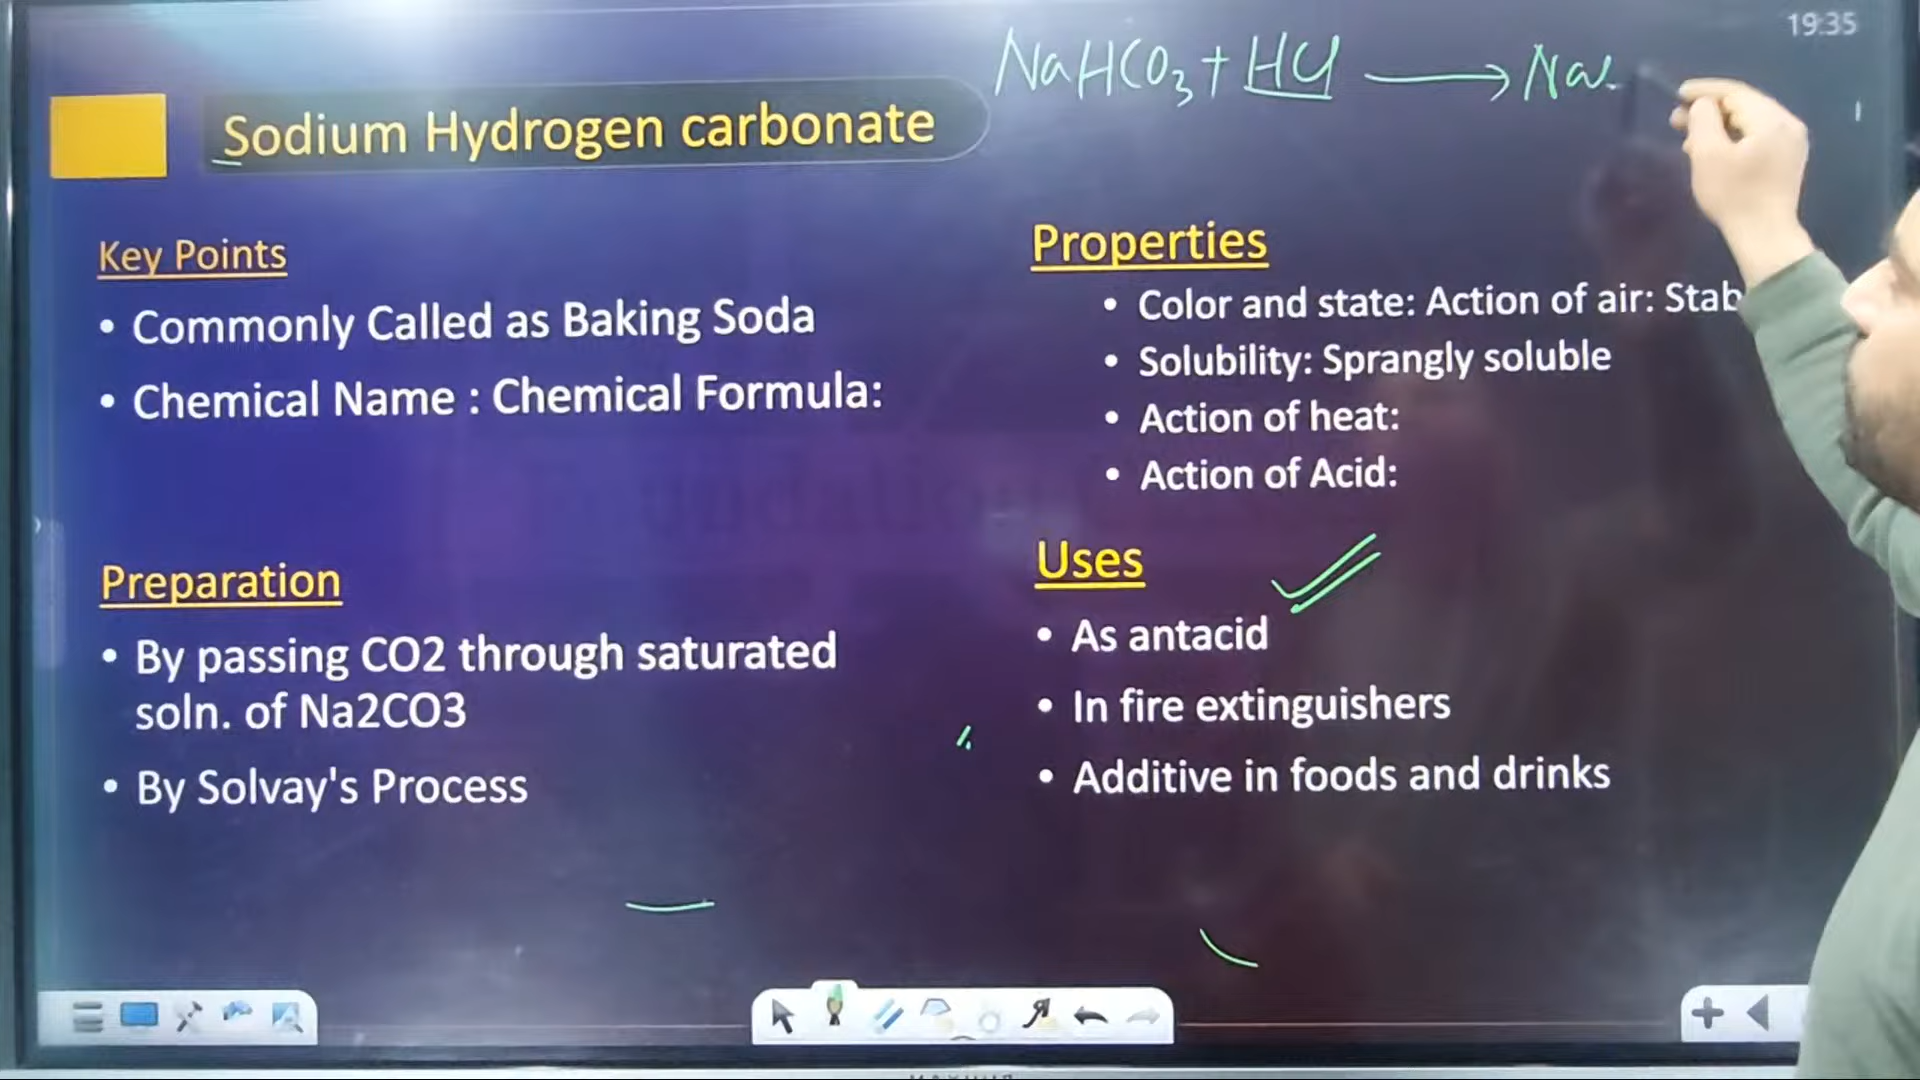 19:35
NaHCO3 + HCl → Na
Sodium Hydrogen carbonate
Key Points
• Commonly Called as Baking Soda
• Chemical Name : Chemical Formula:
Preparation
• By passing CO2 through saturated
soln. of Na2CO3
• By Solvay's Process
Properties
• Color and state: Action of air: Stab
• Solubility: Sprangly soluble
• Action of heat:
• Action of Acid:
Uses
• As antacid
• In fire extinguishers
• Additive in foods and drinks